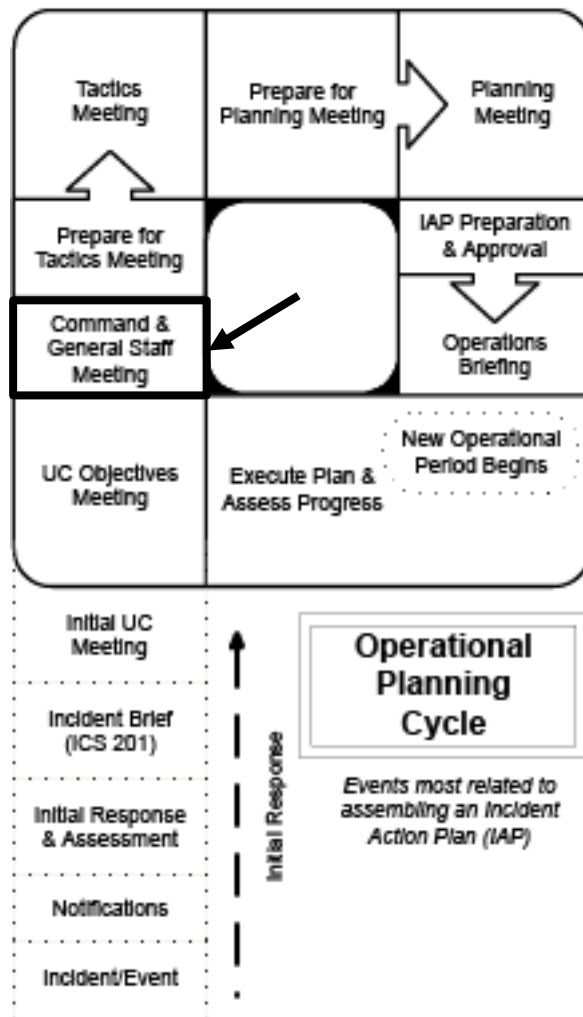 Tactics
Meeting
Prepare for
Planning Meeting
Planning
Meeting
Prepare for
Tactics Meeting
IAP Preparation
& Approval
Command &
General Staff
Meeting
Operations
Briefing
UC Objectives
Meeting
Execute Plan &
Assess Progress
New Operational
Period Begins
Initial UC
Meeting
Incident Brief
(ICS 201)
Initial Response
& Assessment
Notifications
Incident/Event
Initial Response
Operational
Planning
Cycle
Events most related to
assembling an Incident
Action Plan (IAP)